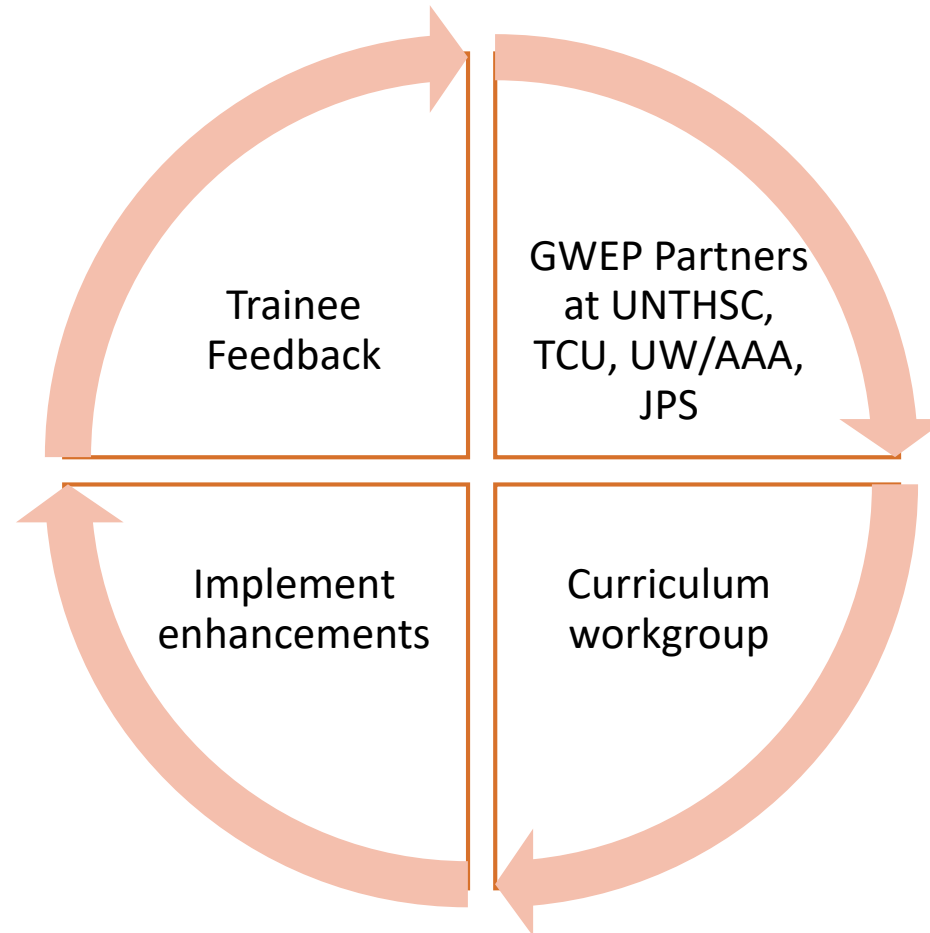 Trainee
Feedback
GWEP Partners
at UNTHSC,
TCU, UW/AAA,
JPS
Implement
enhancements
Curriculum
workgroup